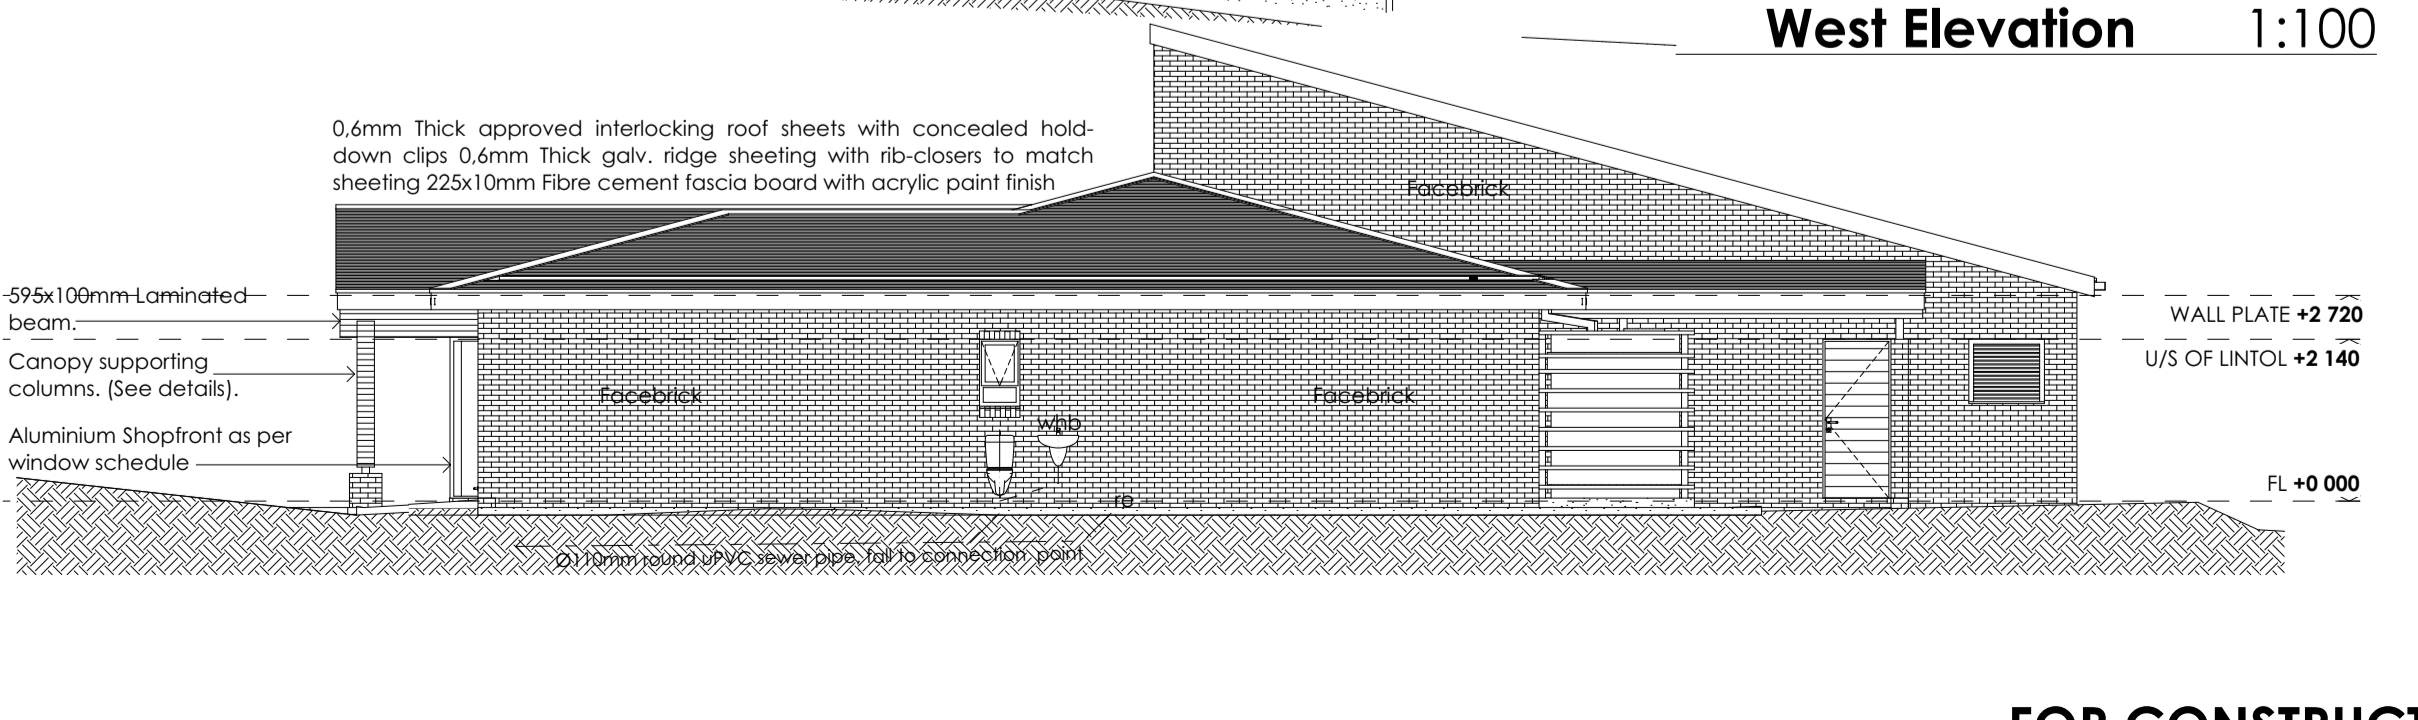 West Elevation 1:100
0,6mm Thick approved interlocking roof sheets with concealed hold-
down clips 0,6mm Thick galv. ridge sheeting with rib-closers to match
sheeting 225x10mm Fibre cement fascia board with acrylic paint finish
Facebrick
595x100mm Laminated
beam.
WALL PLATE +2 720
Canopy supporting
columns. (See details).
U/S OF LINTOL +2 140
Facebrick
Facebrick
whb
Aluminium Shopfront as per
window schedule
FL +0 000
re
Ø110mm round uPVC sewer pipe, fall to connection point
FOR CONSTRUCT